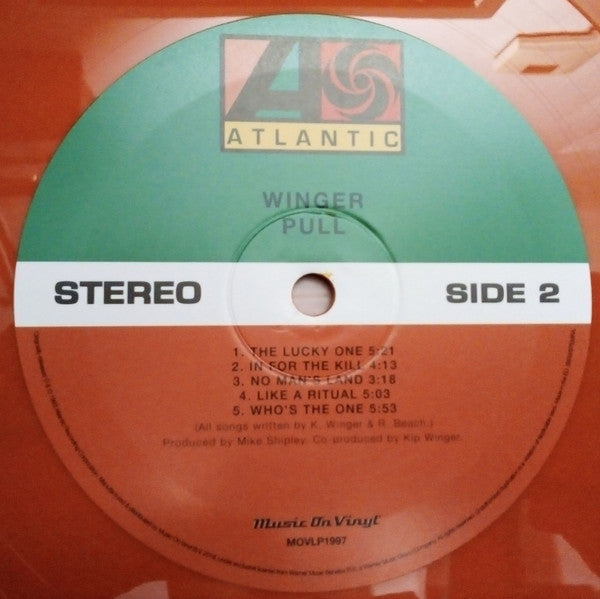 ATLANTIC
WINGER
PULL
STEREO
SIDE 2
1. THE LUCKY ONE 5:21
2. IN FOR THE KILL 4:13
3. NO MAN'S LAND 3:18
4. LIKE A RITUAL 5:03
5. WHO'S THE ONE 5:53
(All songs written by K. Winger & R. Beach.)
Produced by Mike Shipley. Co-produced by Kip Winger.
Music On Vinyl
MOVLP1997